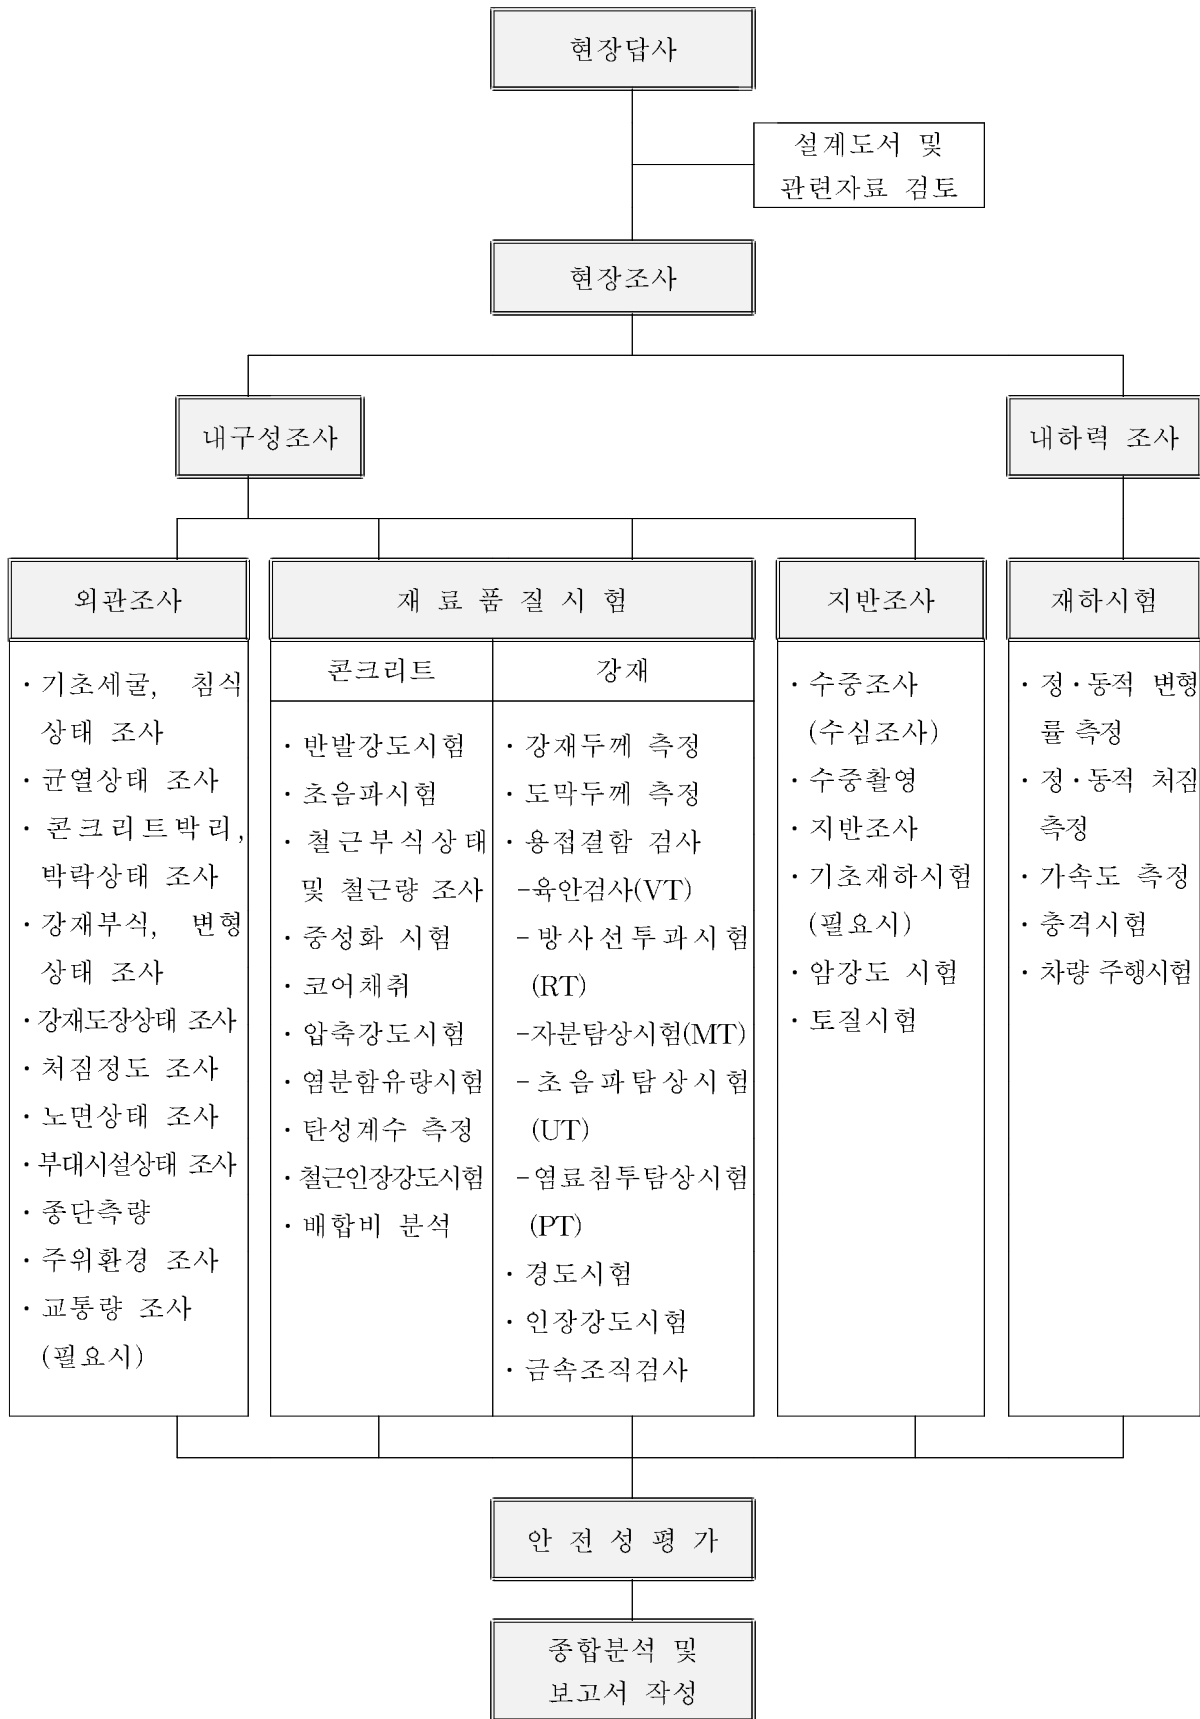 현장답사
설계도서 및
관련자료 검토
현장조사
내구성조사
내하력 조사
외관조사
· 기초세굴, 침식
상태 조사
· 균열상태 조사
· 콘크리트박리,
박락상태 조사
· 강재부식, 변형
상태 조사
· 강재도장상태 조사
· 처짐정도 조사
· 노면상태 조사
· 부대시설상태 조사
· 종단측량
· 주위환경 조사
· 교통량 조사
(필요시)
재 료 품 질 시 험
콘크리트
· 반발강도시험
· 초음파시험
· 철근부식상태
및 철근량 조사
· 중성화 시험
· 코어채취
· 압축강도시험
· 염분함유량시험
· 탄성계수 측정
· 철근인장강도시험
· 배합비 분석
강재
· 강재두께 측정
· 도막두께 측정
· 용접결함 검사
-육안검사(VT)
-방사선투과시험
(RT)
-자분탐상시험(MT)
-초음파탐상시험
(UT)
-염료침투탐상시험
(PT)
· 경도시험
· 인장강도시험
· 금속조직검사
지반조사
· 수중조사
(수심조사)
· 수중촬영
· 지반조사
· 기초재하시험
(필요시)
· 암강도 시험
· 토질시험
재하시험
· 정·동적 변형
률 측정
· 정·동적 처짐
측정
· 가속도 측정
· 충격시험
· 차량 주행시험
안 전 성 평 가
종합분석 및
보고서 작성